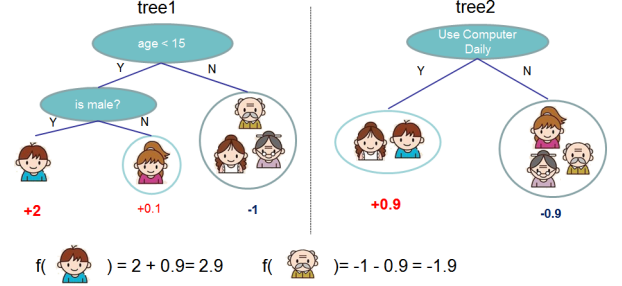 tree1
tree2
age < 15
Use Computer
Daily
Y
N
Y
N
is male?
Y
N
+2
+0.1
-1
+0.9
-0.9
f( ) = 2 + 0.9= 2.9
f( )= -1 - 0.9 = -1.9